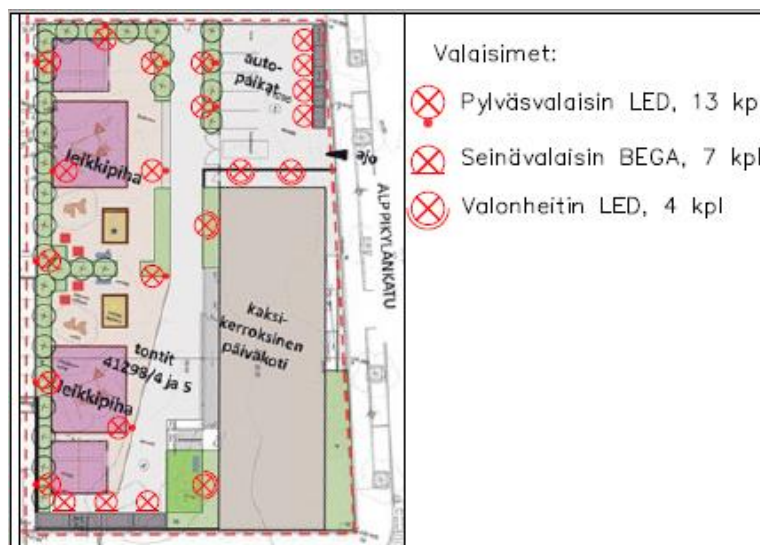 Valaisimet:
Pylväsvalaisin LED, 13 kp
Seinävalaisin BEGA, 7 kpl
Valonheitin LED, 4 kpl
auto-
paikat
leikkipiha
ajo
ALPPIKYLÄNKATU
kaksi-
kerroksinen
päiväkoti
tontit
41298/4 ja 5
leikkipiha